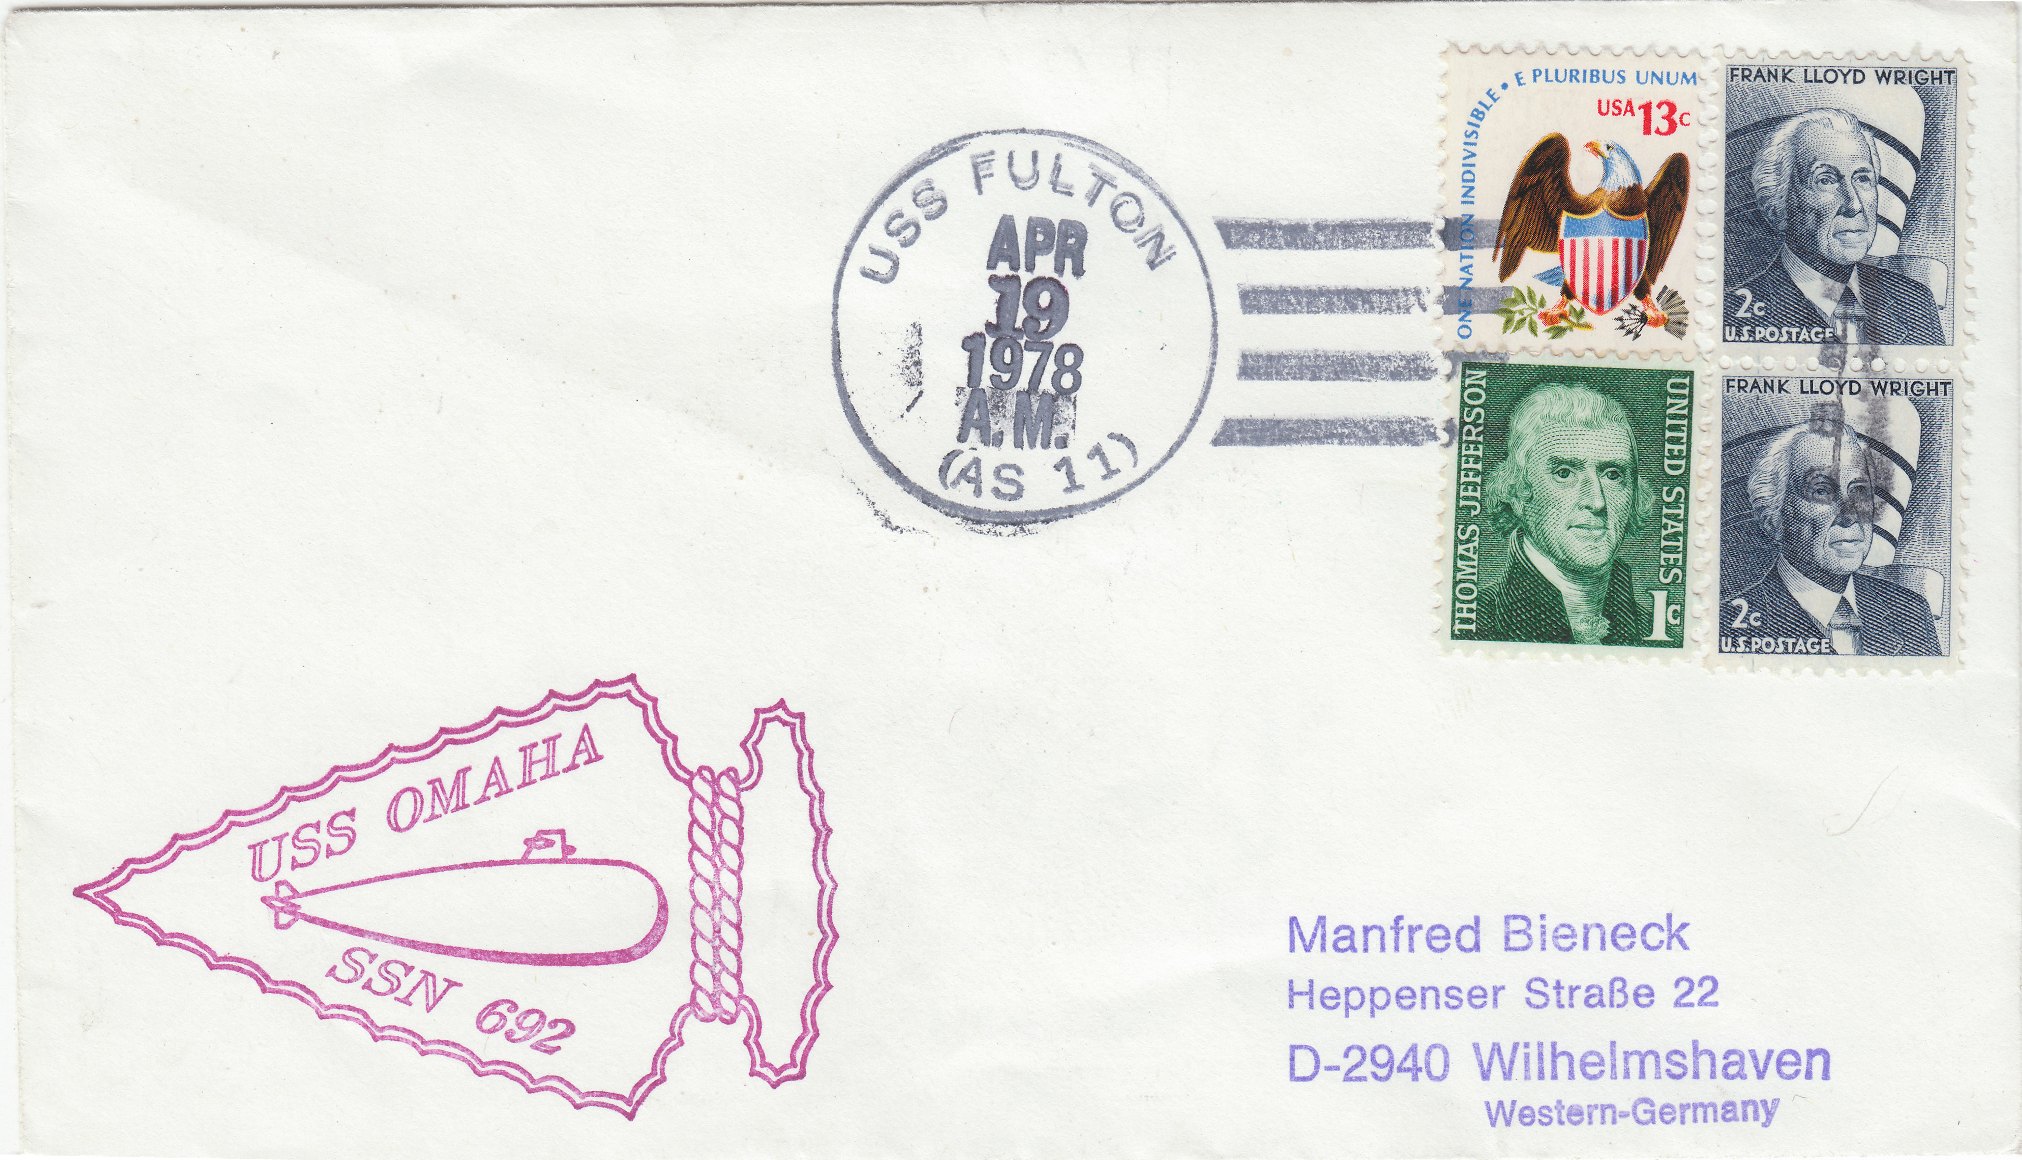 USS FULTON
APR
19
1978
A.M.
(AS 11)
ONE NATION INDIVISIBLE • E PLURIBUS UNUM
USA 13c
FRANK LLOYD WRIGHT
2c
U.S. POSTAGE
THOMAS JEFFERSON
UNITED STATES
1c
FRANK LLOYD WRIGHT
2c
U.S. POSTAGE
USS OMAHA
SSN 692
Manfred Bieneck
Heppenser Straße 22
D-2940 Wilhelmshaven
Western-Germany